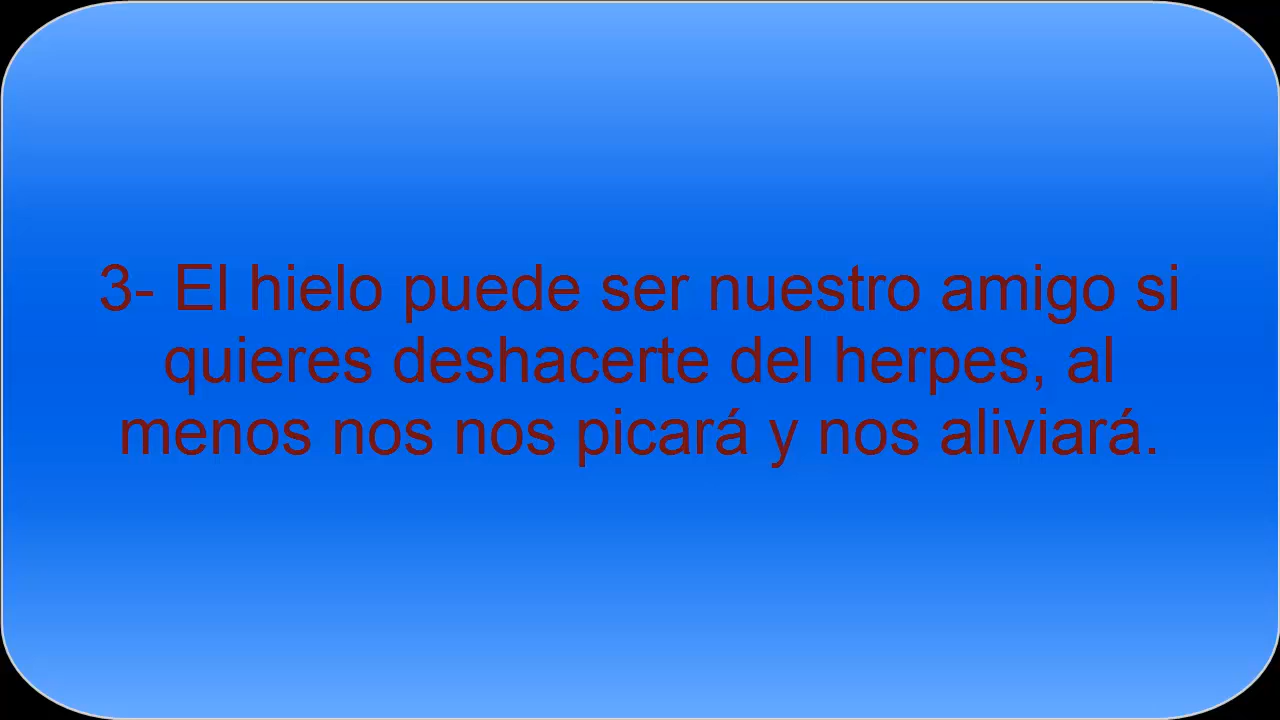 3- El hielo puede ser nuestro amigo si
quieres deshacerte del herpes, al
menos nos nos picará y nos aliviará.